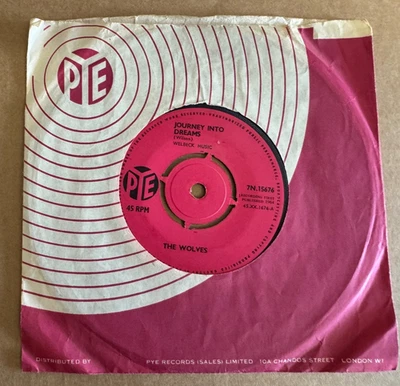 PYE
JOURNEY INTO
DREAMS
WELBECK MUSIC
PYE
7N.15676
45 RPM
THE WOLVES
DISTRIBUTED BY
PYE RECORDS (SALES) LIMITED
10A CHANDOS STREET
LONDON W1